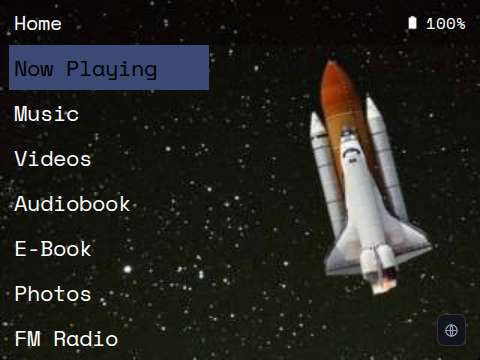 Home
100%
Now Playing
Music
Videos
Audiobook
E-Book
Photos
FM Radio